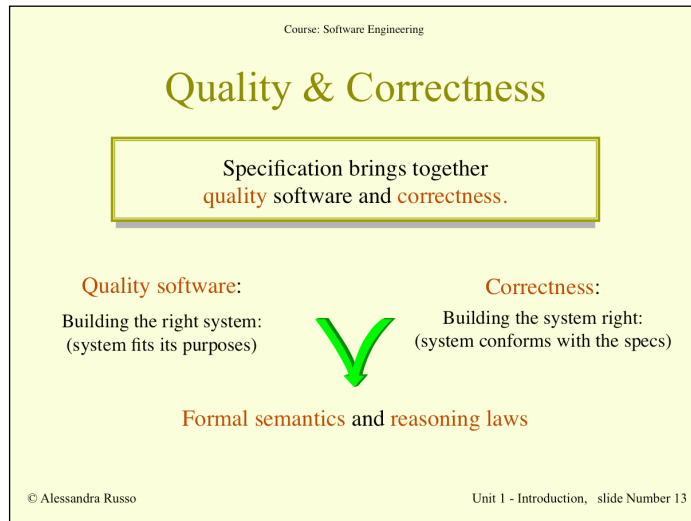 Course: Software Engineering
Quality & Correctness
Specification brings together
quality software and correctness.
Quality software:
Building the right system:
(system fits its purposes)
Correctness:
Building the system right:
(system conforms with the specs)
Formal semantics and reasoning laws
© Alessandra Russo
Unit 1 - Introduction, slide Number 13